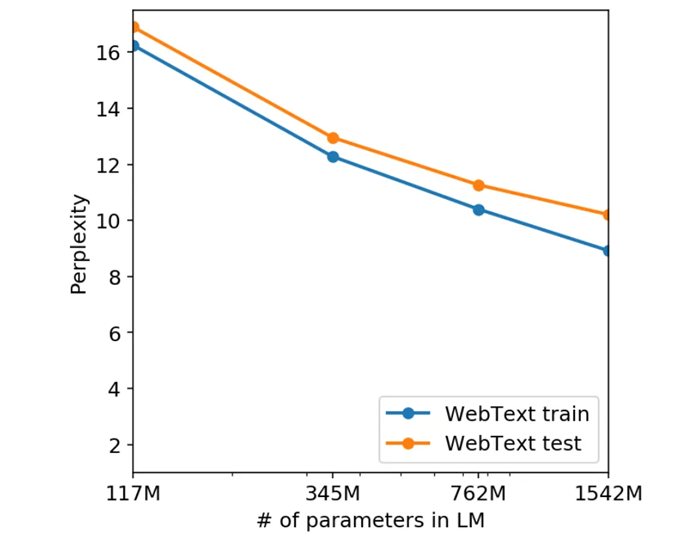 16
14
12
10
8
6
4
2
Perplexity
WebText train
WebText test
117M 345M 762M 1542M
# of parameters in LM